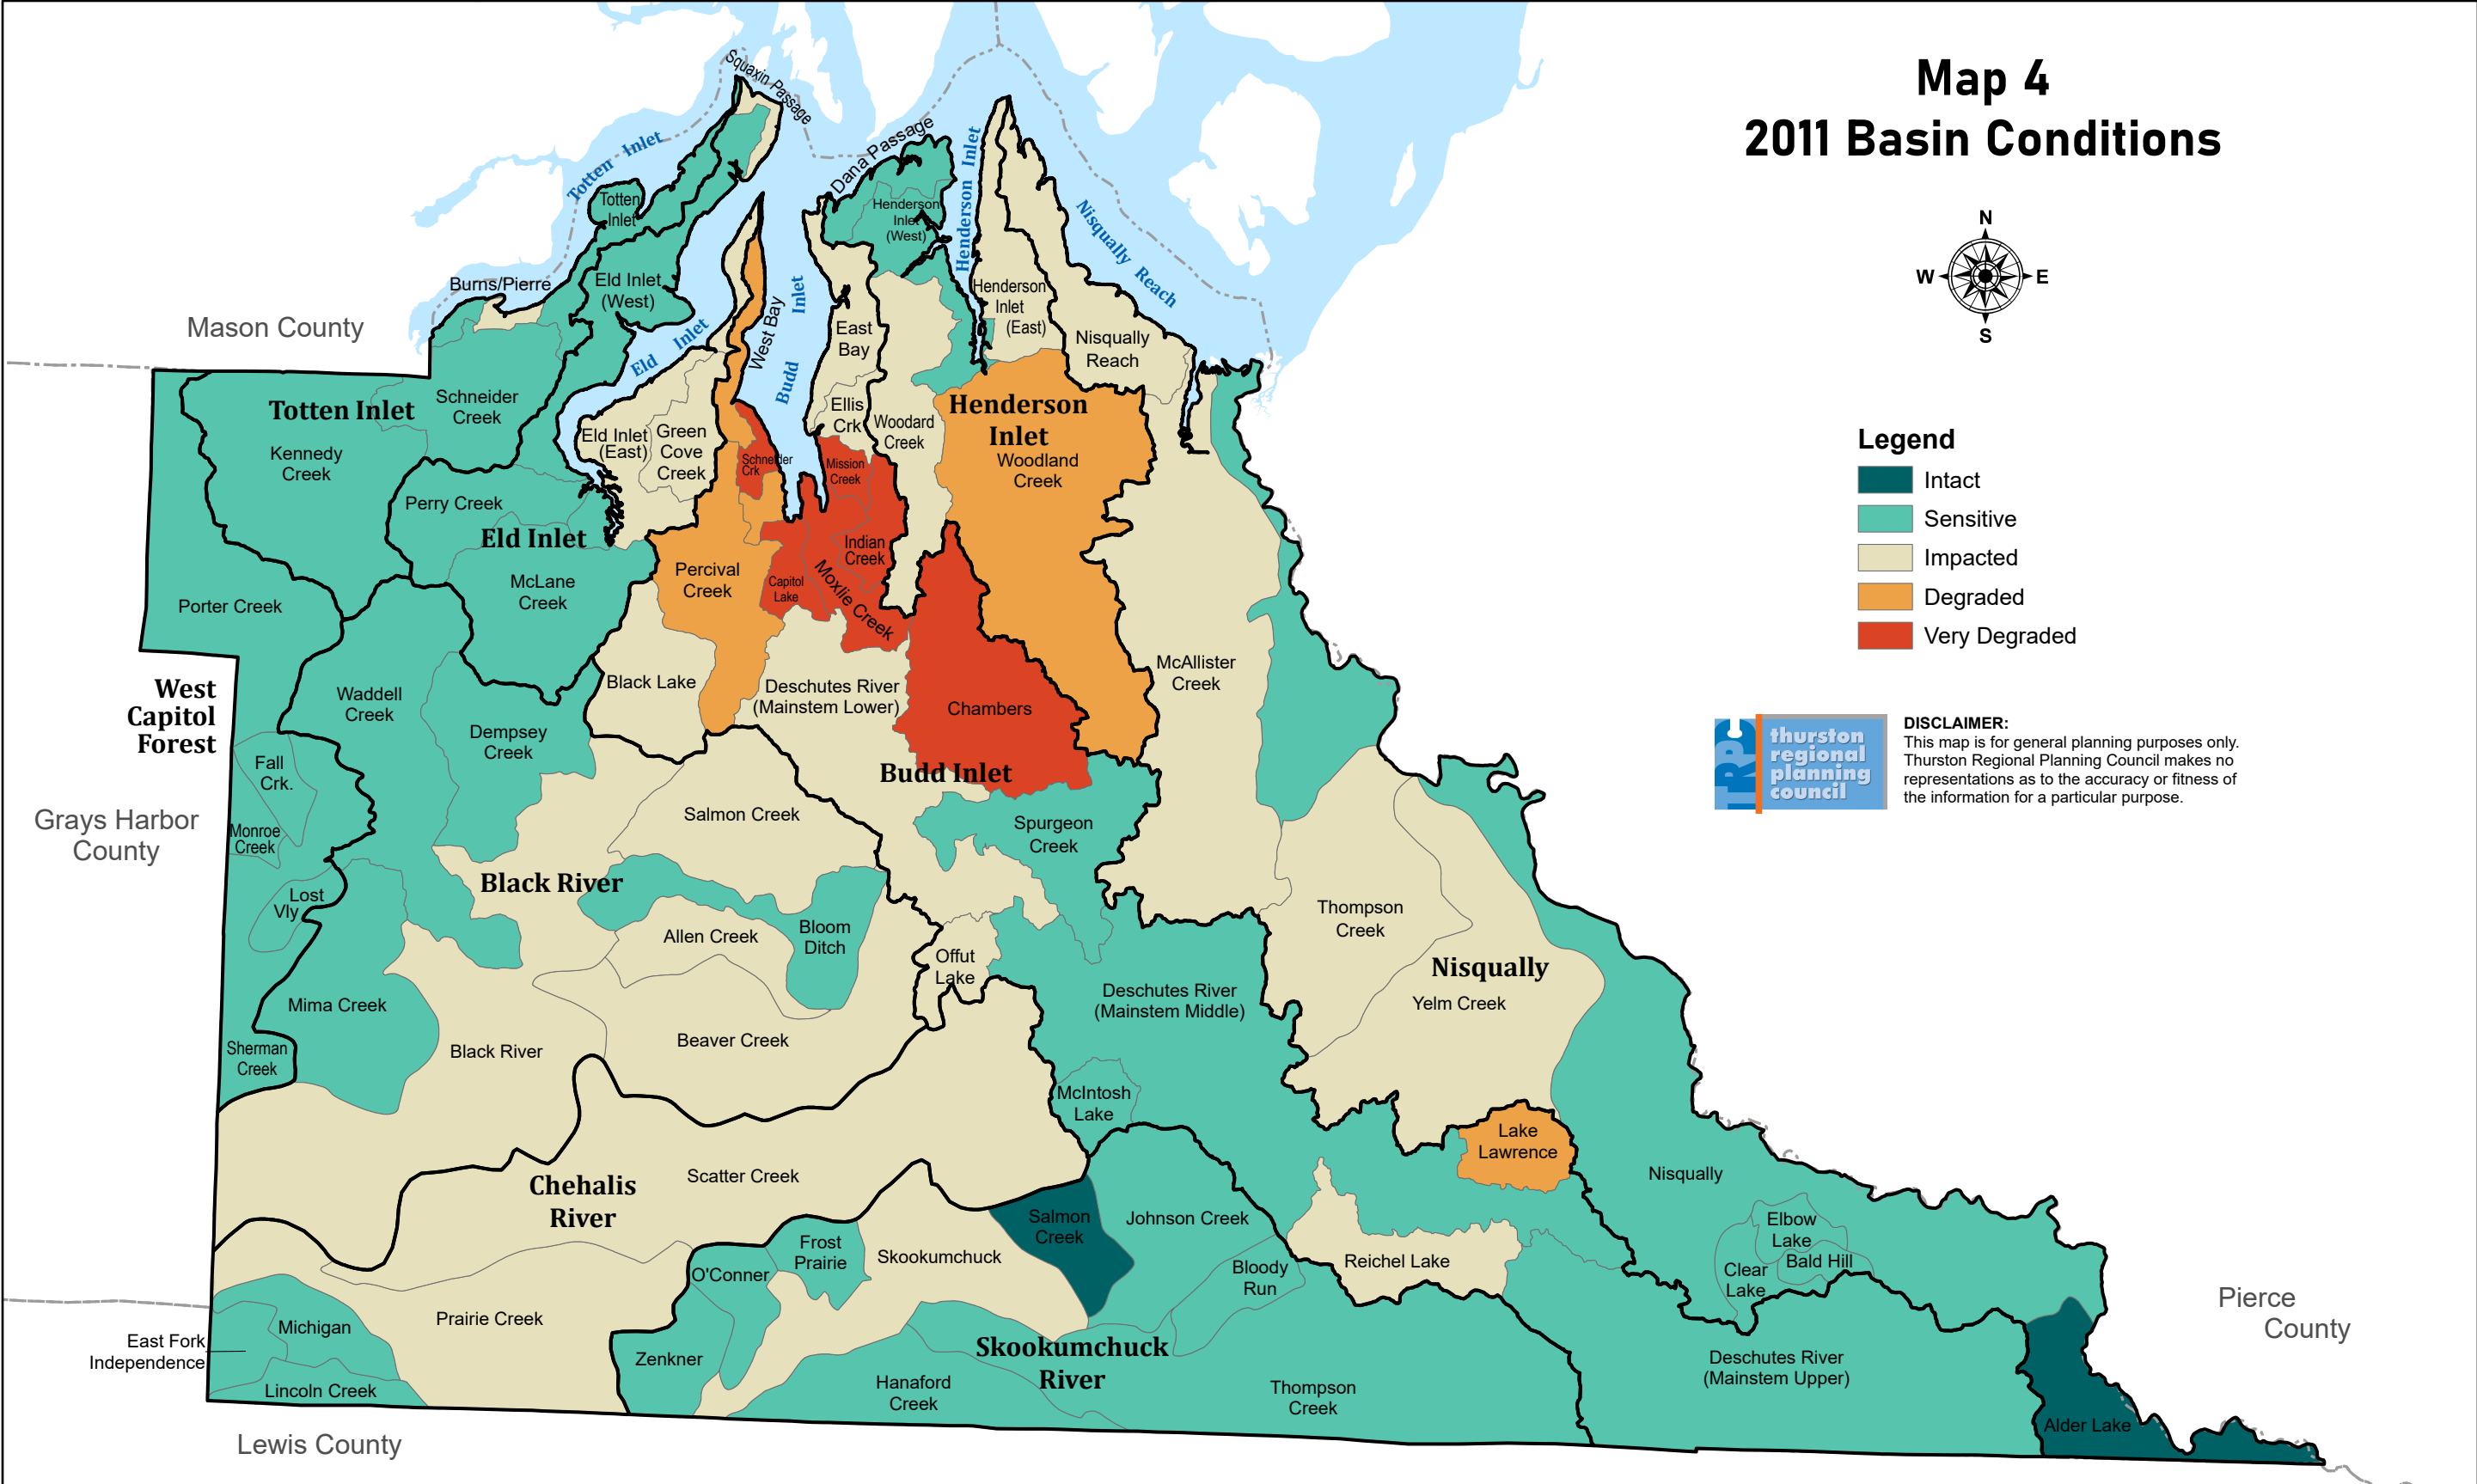 Map 4
2011 Basin Conditions
N
W
E
S
Legend
Intact
Sensitive
Impacted
Degraded
Very Degraded
TRPC
thurston
regional
planning
council
DISCLAIMER:
This map is for general planning purposes only.
Thurston Regional Planning Council makes no
representations as to the accuracy or fitness of
the information for a particular purpose.
Squaxin Passage
Dana Passage
Totten Inlet
Henderson Inlet
Nisqually Reach
Eld Inlet
Budd Inlet
West Bay
Mason County
Grays Harbor
County
Lewis County
Pierce
County
Totten
Inlet
Henderson
Inlet
(West)
Burns/Pierre
Eld Inlet
(West)
Henderson
Inlet
(East)
East
Bay
Nisqually
Reach
Totten Inlet
Schneider
Creek
Kennedy
Creek
Eld Inlet
(East)
Green
Cove
Creek
Ellis
Crk
Woodard
Creek
Henderson
Inlet
Woodland
Creek
Schneider
Crk
Mission
Creek
Perry Creek
Eld Inlet
McLane
Creek
Porter Creek
Percival
Creek
Capitol
Lake
Indian
Creek
Moxlie Creek
McAllister
Creek
West
Capitol
Forest
Waddell
Creek
Black Lake
Deschutes River
(Mainstem Lower)
Chambers
Dempsey
Creek
Budd Inlet
Fall
Crk.
Monroe
Creek
Salmon Creek
Spurgeon
Creek
Black River
Lost
Vly
Allen Creek
Bloom
Ditch
Thompson
Creek
Offut
Lake
Nisqually
Yelm Creek
Mima Creek
Deschutes River
(Mainstem Middle)
Black River
Beaver Creek
Sherman
Creek
McIntosh
Lake
Lake
Lawrence
Chehalis
River
Scatter Creek
Nisqually
Salmon
Creek
Johnson Creek
Elbow
Lake
Bald Hill
Clear
Lake
Frost
Prairie
Skookumchuck
O'Conner
Bloody
Run
Reichel Lake
Prairie Creek
Michigan
East Fork
Independence
Lincoln Creek
Zenkner
Skookumchuck
River
Hanaford
Creek
Thompson
Creek
Deschutes River
(Mainstem Upper)
Alder Lake